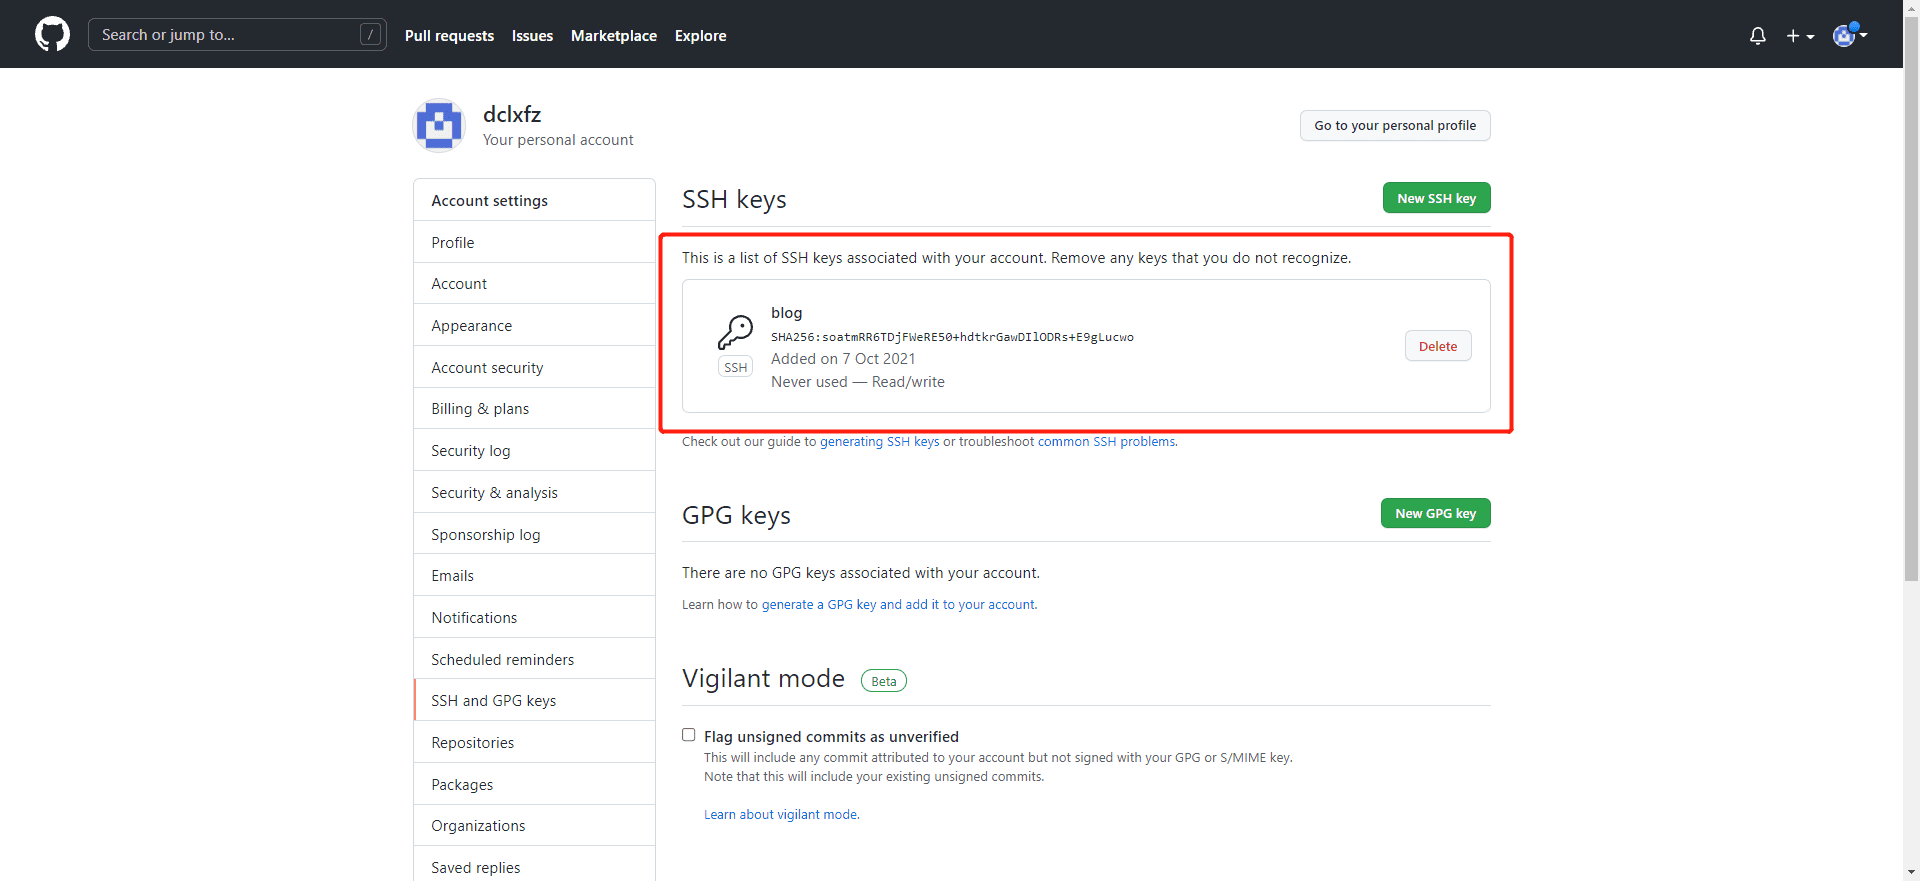 Search or jump to... /
Pull requests Issues Marketplace Explore
dclxfz
Your personal account
Go to your personal profile
Account settings
Profile
Account
Appearance
Account security
Billing & plans
Security log
Security & analysis
Sponsorship log
Emails
Notifications
Scheduled reminders
SSH and GPG keys
Repositories
Packages
Organizations
Saved replies
SSH keys
New SSH key
This is a list of SSH keys associated with your account. Remove any keys that you do not recognize.
blog
SHA256:soatmRR6TDjFWeRE50+hdtkrGawDIlODRs+E9gLucwo
Added on 7 Oct 2021
Never used — Read/write
SSH
Delete
Check out our guide to generating SSH keys or troubleshoot common SSH problems.
GPG keys
New GPG key
There are no GPG keys associated with your account.
Learn how to generate a GPG key and add it to your account.
Vigilant mode Beta
Flag unsigned commits as unverified
This will include any commit attributed to your account but not signed with your GPG or S/MIME key.
Note that this will include your existing unsigned commits.
Learn about vigilant mode.